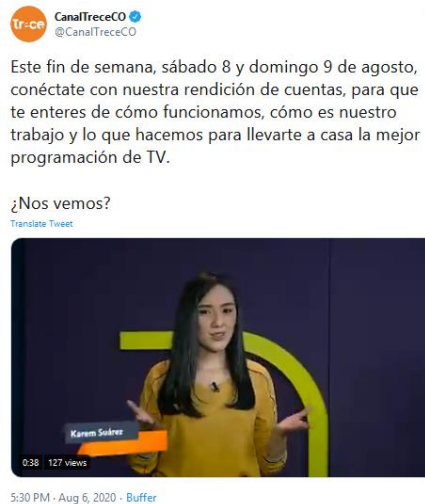 Tr=ce
CanalTreceCO
@CanalTreceCO
Este fin de semana, sábado 8 y domingo 9 de agosto,
conéctate con nuestra rendición de cuentas, para que
te enteres de cómo funcionamos, cómo es nuestro
trabajo y lo que hacemos para llevarte a casa la mejor
programación de TV.
¿Nos vemos?
Translate Tweet
Karem Suárez
0:38 127 views
5:30 PM · Aug 6, 2020 · Buffer